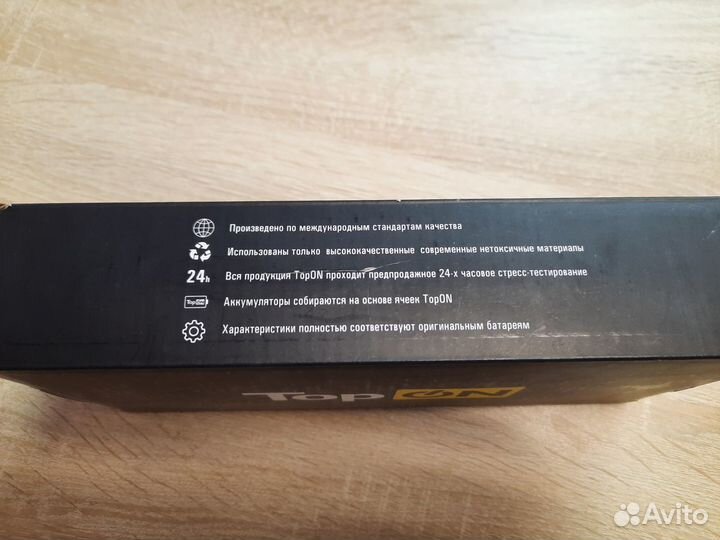 Произведено по международным стандартам качества
Использованы только высококачественные современные нетоксичные материалы
24h Вся продукция TopON проходит предпродажное 24-х часовое стресс-тестирование
TopON Аккумуляторы собираются на основе ячеек TopON
Характеристики полностью соответствуют оригинальным батареям
TopON
Avito